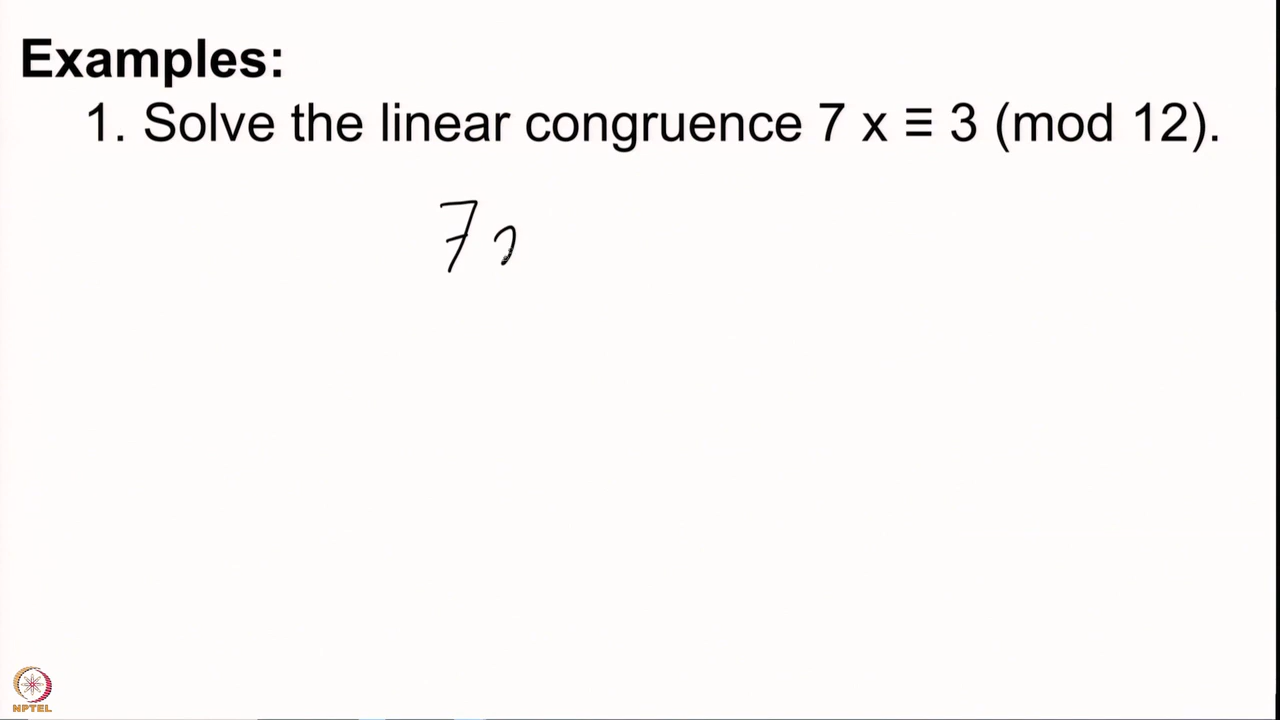 Examples:
1. Solve the linear congruence 7 x ≡ 3 (mod 12).
7
NPTEL